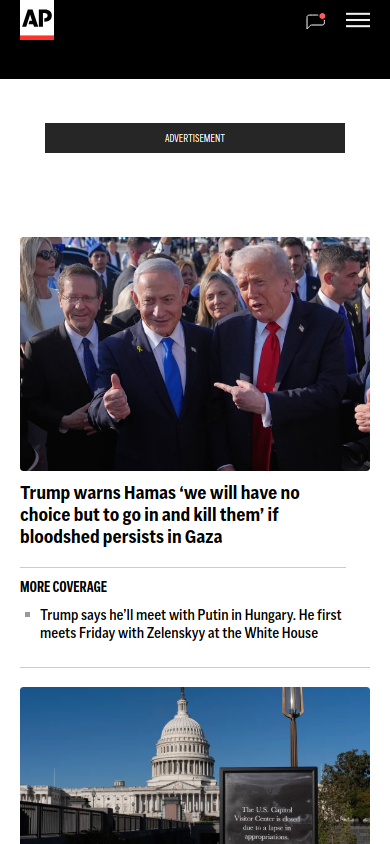 AP
ADVERTISEMENT
Trump warns Hamas ‘we will have no
choice but to go in and kill them’ if
bloodshed persists in Gaza
MORE COVERAGE
Trump says he’ll meet with Putin in Hungary. He first
meets Friday with Zelenskyy at the White House
The U.S. Capitol
Visitor Center is closed
due to a lapse in
appropriations.